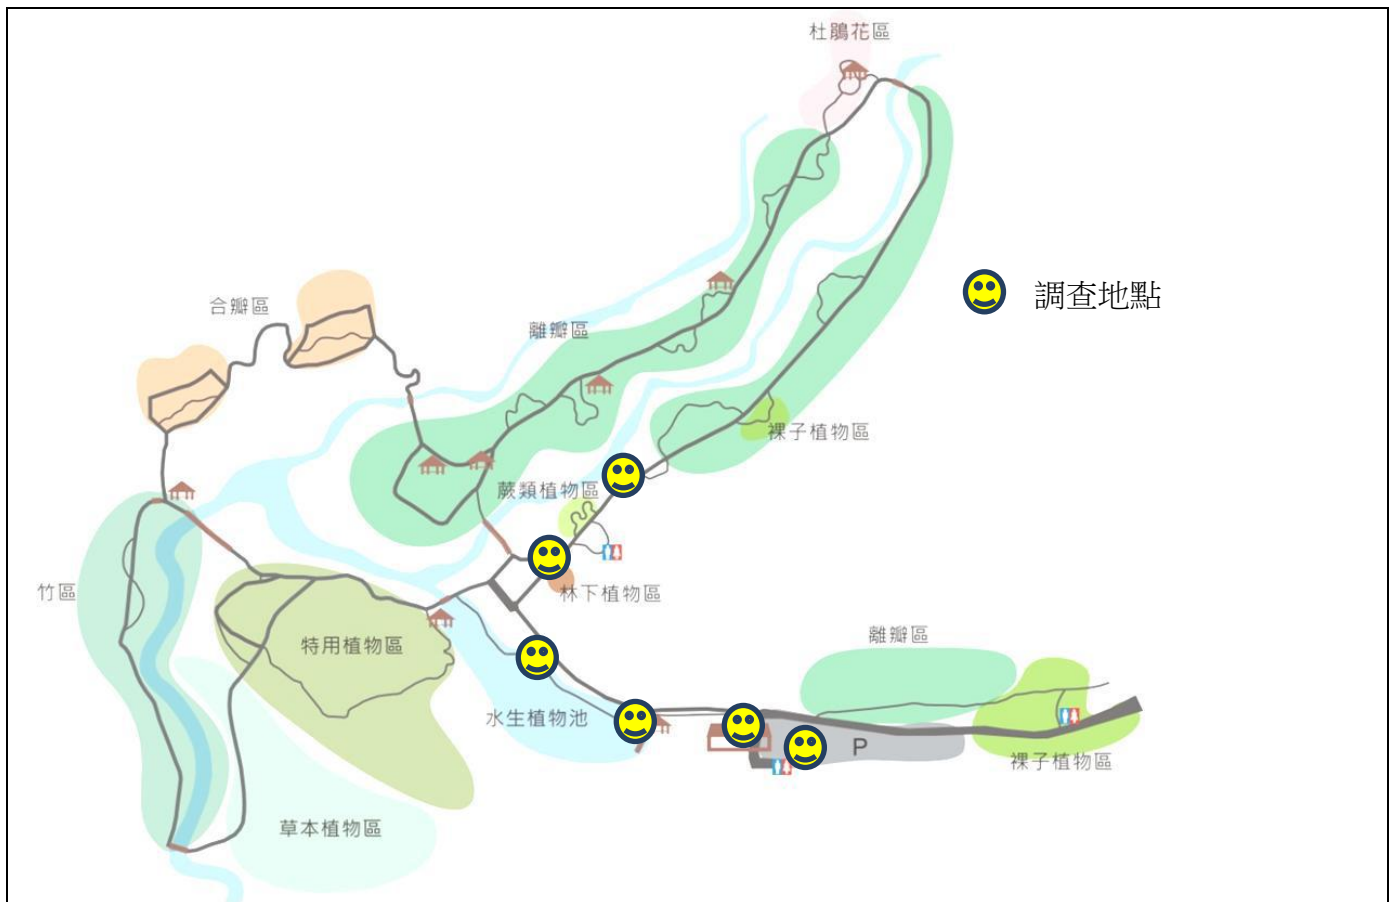 杜鵑花區
合瓣區
離瓣區
調查地點
裸子植物區
蕨類植物區
竹區
林下植物區
特用植物區
離瓣區
水生植物池
P
裸子植物區
草本植物區